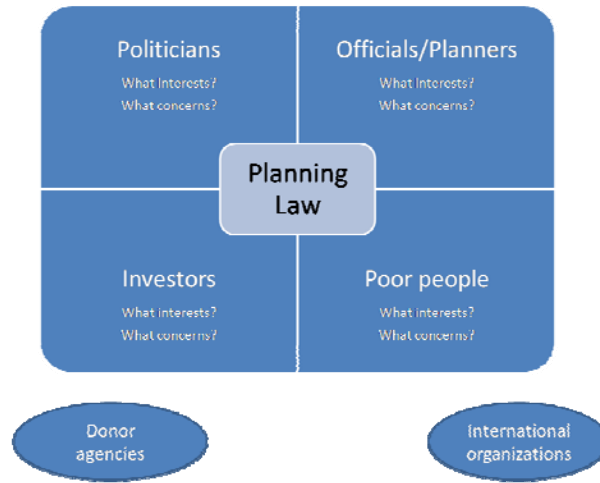 Politicians
What Interests?
What concerns?
Officials/Planners
What Interests?
What concerns?
Planning
Law
Investors
What interests?
What concerns?
Poor people
What interests?
What concerns?
Donor
agencies
International
organizations